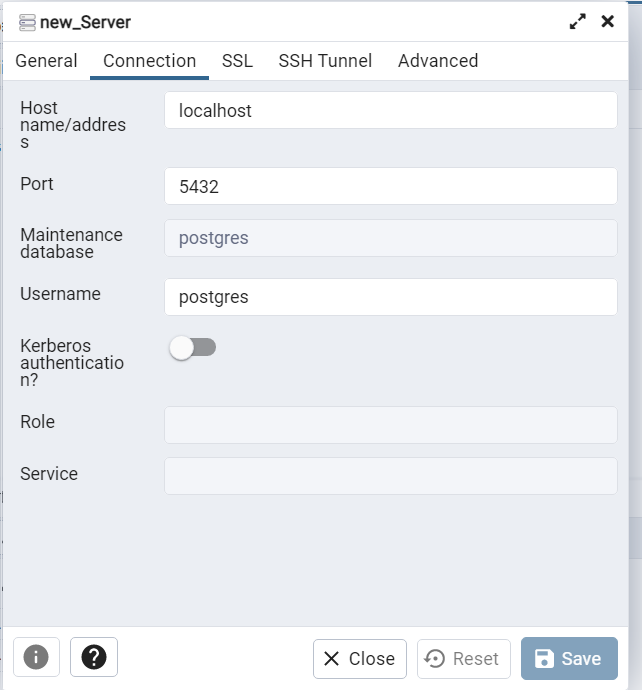 new_Server
General Connection SSL SSH Tunnel Advanced
Host
name/addres
s
localhost
Port
5432
Maintenance
database
postgres
Username
postgres
Kerberos
authenticatio
n?
Role
Service
Close Reset Save